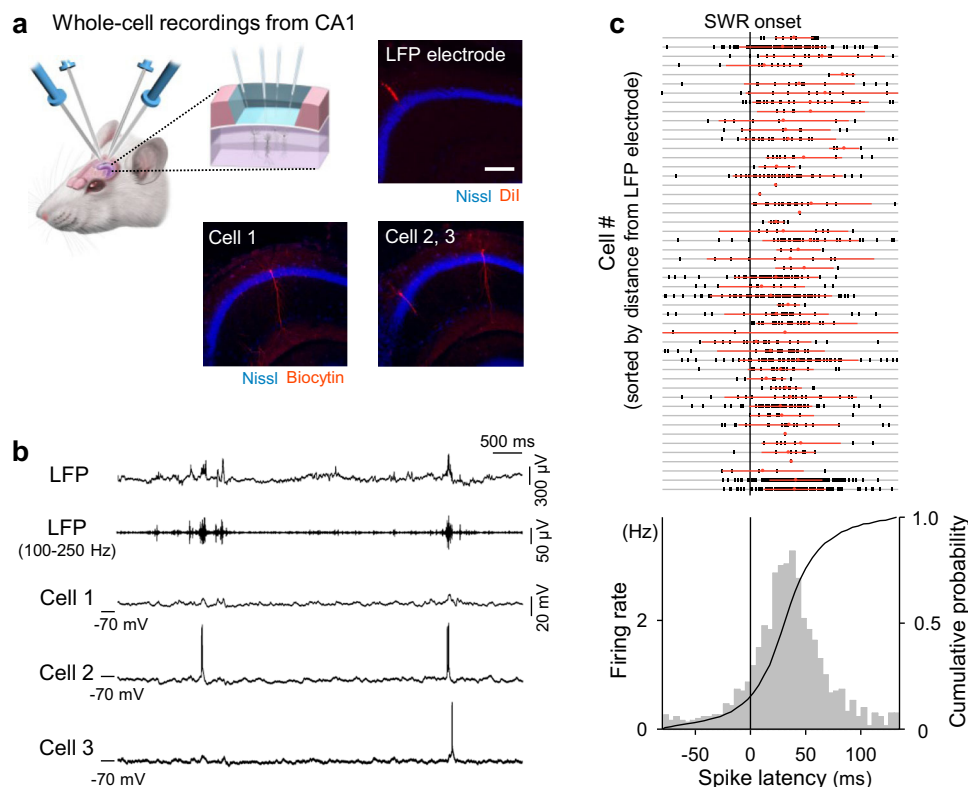 a Whole-cell recordings from CA1
LFP electrode
Nissl DiI
Cell 1
Cell 2, 3
Nissl Biocytin
b
500 ms
LFP
300 µV
LFP
(100-250 Hz)
50 µV
Cell 1
-70 mV
20 mV
Cell 2
-70 mV
Cell 3
-70 mV
c
SWR onset
Cell #
(sorted by distance from LFP electrode)
(Hz)
2
0
Firing rate
1.0
0.5
0
Cumulative probability
-50 0 50 100
Spike latency (ms)